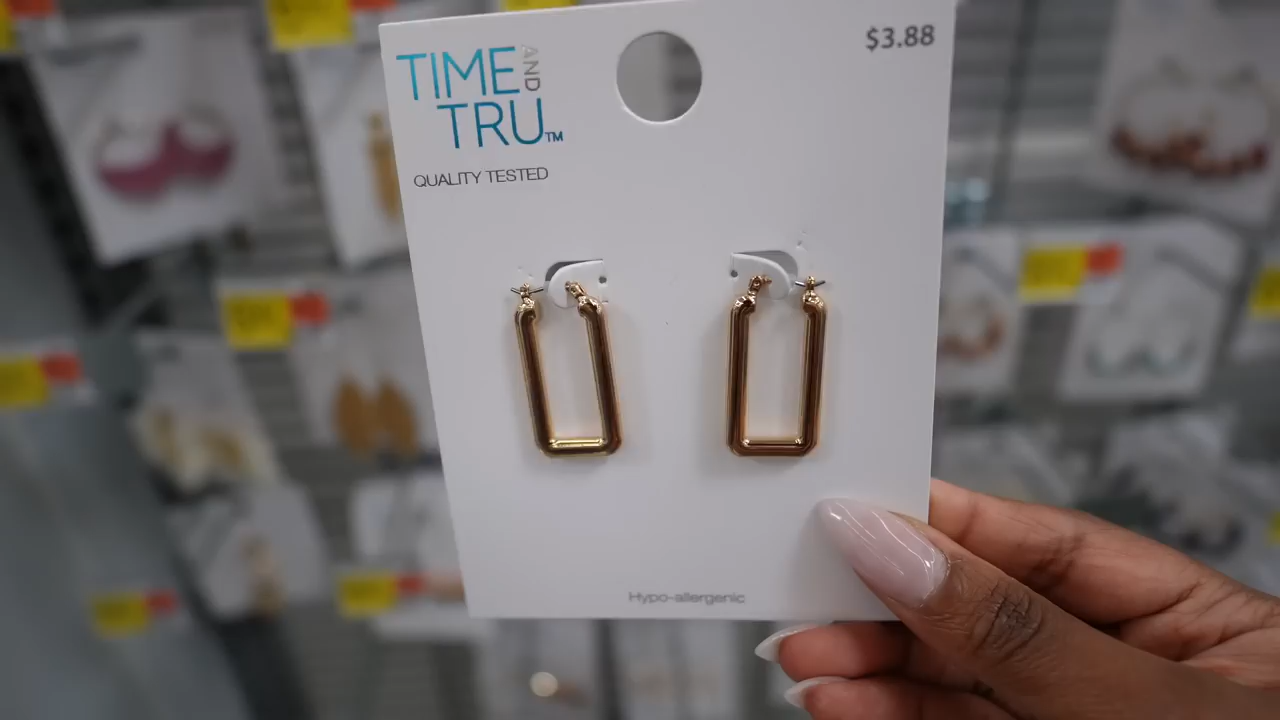 $3.88
TIME AND
TRU™
QUALITY TESTED
Hypo-allergenic